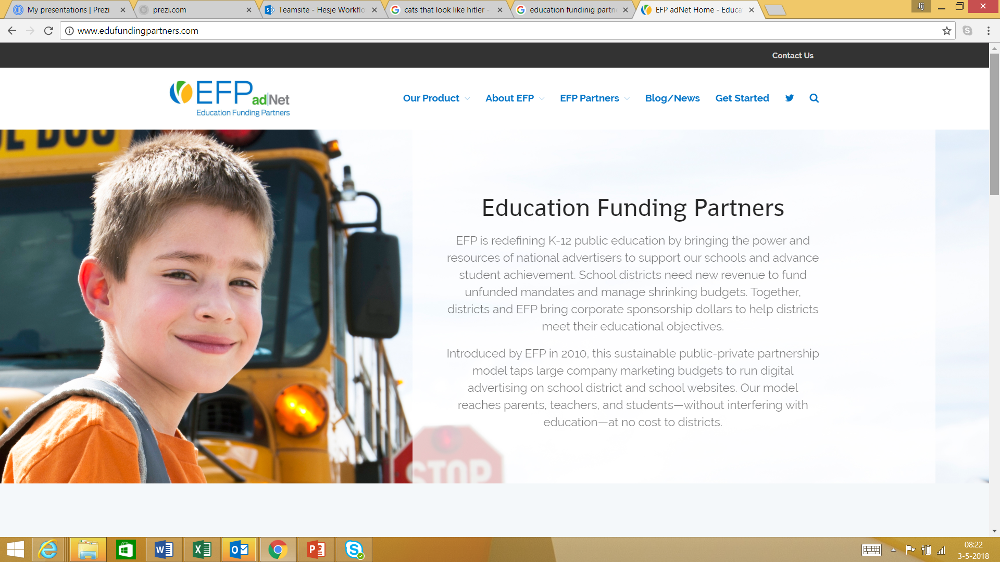 My presentations | Prezi
prezi.com
Teamsite - Hesje Workflo
cats that look like hitler -
education fundinig partne
EFP adNet Home - Educa
Jij
www.edufundingpartners.com
Contact Us
EFP ad|Net
Education Funding Partners
Our Product
About EFP
EFP Partners
Blog/News
Get Started
Education Funding Partners
EFP is redefining K-12 public education by bringing the power and
resources of national advertisers to support our schools and advance
student achievement. School districts need new revenue to fund
unfunded mandates and manage shrinking budgets. Together,
districts and EFP bring corporate sponsorship dollars to help districts
meet their educational objectives.
Introduced by EFP in 2010, this sustainable public-private partnership
model taps large company marketing budgets to run digital
advertising on school district and school websites. Our model
reaches parents, teachers, and students—without interfering with
education—at no cost to districts.
STOP
08:22
3-5-2018